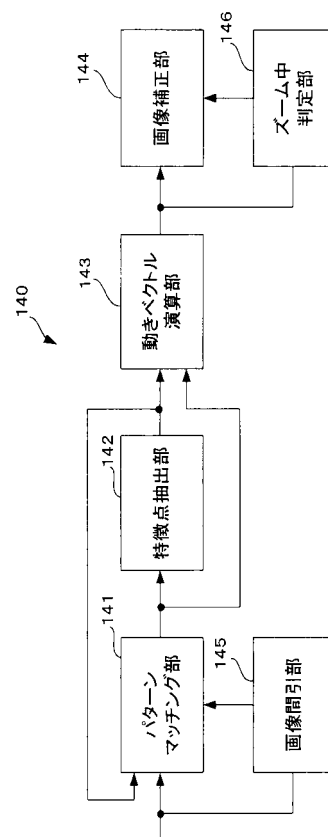 140
141
パターン
マッチング部
142
特徴点抽出部
143
動きベクトル
演算部
144
画像補正部
145
画像間引部
146
ズーム中
判定部